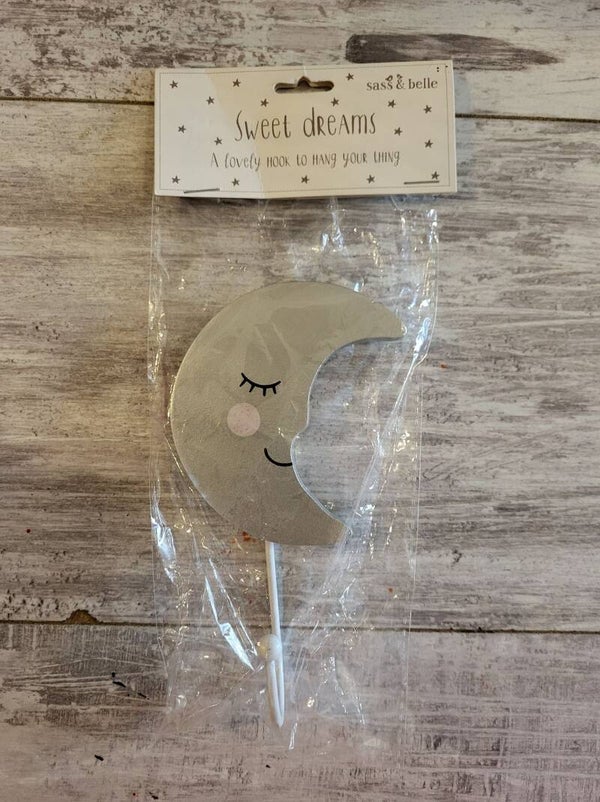 sass & belle
Sweet dreams
A lovely HOOK to HANG YOUR tHING